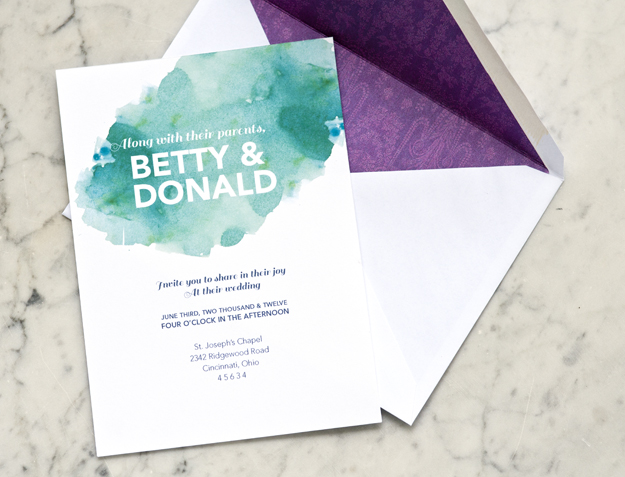 Along with their parents,
BETTY &
DONALD
Invite you to share in their joy
At their wedding
JUNE THIRD, TWO THOUSAND & TWELVE
FOUR O'CLOCK IN THE AFTERNOON
St. Joseph's Chapel
2342 Ridgewood Road
Cincinnati, Ohio
45634